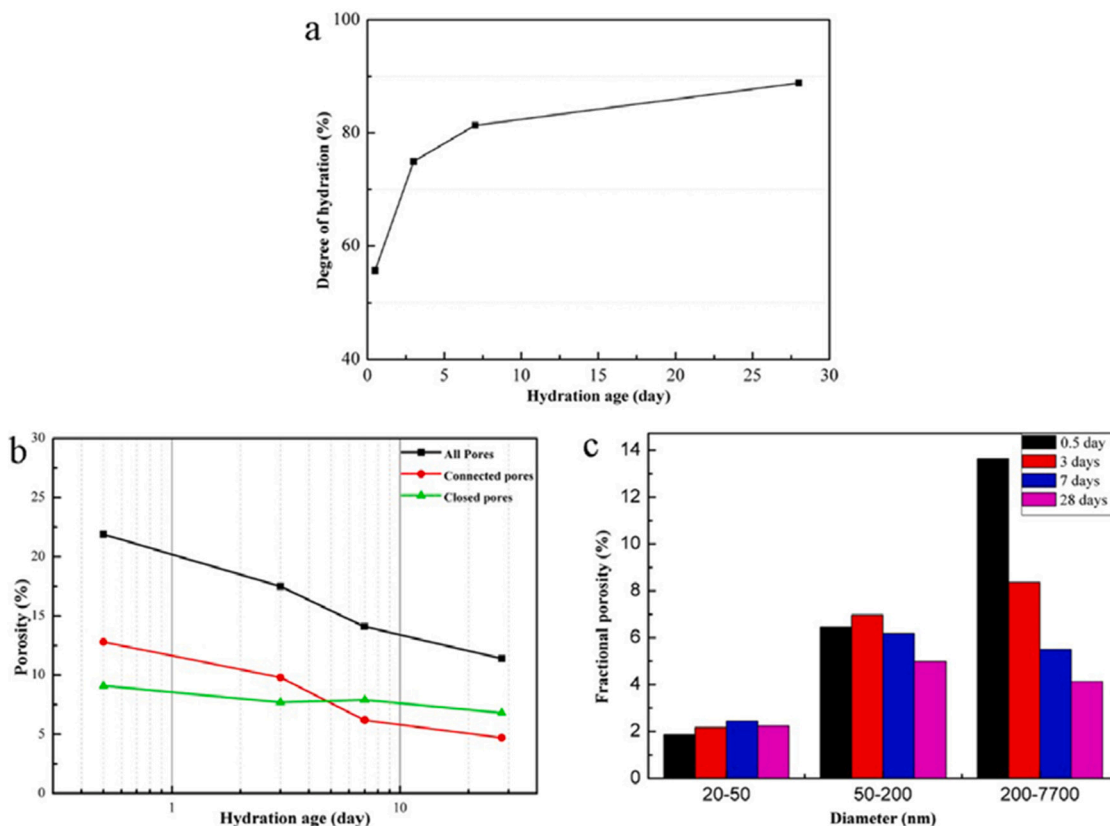 a
100
80
60
40
Degree of hydration (%)
0 5 10 15 20 25 30
Hydration age (day)
b
30
25
20
15
10
5
0
Porosity (%)
All Pores
Connected pores
Closed pores
1 10
Hydration age (day)
c
14
12
10
8
6
4
2
0
Fractional porosity (%)
0.5 day
3 days
7 days
28 days
20-50 50-200 200-7700
Diameter (nm)